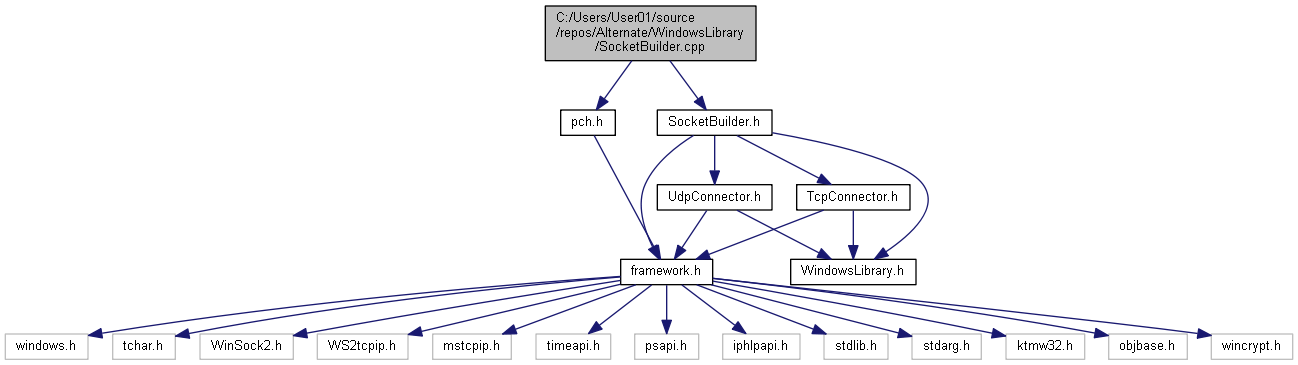 C:/Users/User01/source
/repos/Alternate/WindowsLibrary
/SocketBuilder.cpp
pch.h
SocketBuilder.h
UdpConnector.h
TcpConnector.h
framework.h
WindowsLibrary.h
windows.h
tchar.h
WinSock2.h
WS2tcpip.h
mstcpip.h
timeapi.h
psapi.h
iphlpapi.h
stdlib.h
stdarg.h
ktmw32.h
objbase.h
wincrypt.h